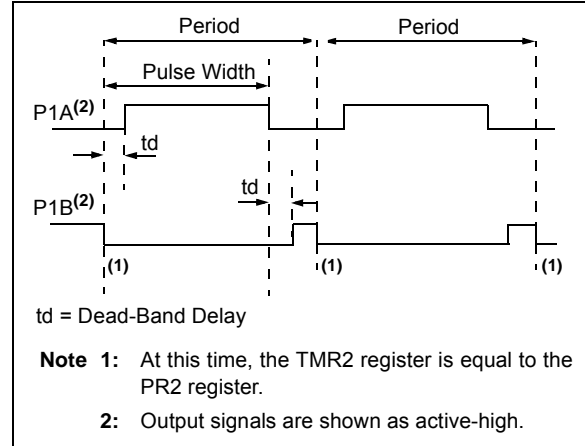 Period Period
Pulse Width
P1A(2)
td
td
P1B(2)
(1) (1) (1)
td = Dead-Band Delay
Note 1: At this time, the TMR2 register is equal to the
PR2 register.
2: Output signals are shown as active-high.